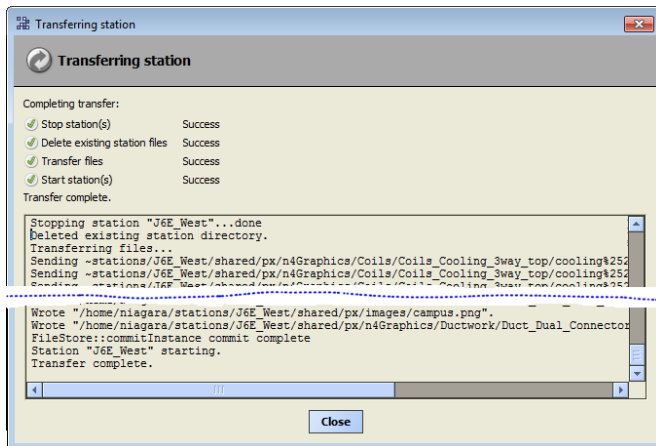 Transferring station
Transferring station
Completing transfer:
Stop station(s) Success
Delete existing station files Success
Transfer files Success
Start station(s) Success
Transfer complete.
Stopping station "J6E_West"...done
Deleted existing station directory.
Transferring files...
Sending ~stations/J6E_West/shared/px/n4Graphics/Coils/Coils_Cooling_3way_top/cooling%252
Sending ~stations/J6E_West/shared/px/n4Graphics/Coils/Coils_Cooling_3way_top/cooling%252
Wrote "/home/niagara/stations/J6E_West/shared/px/images/campus.png".
Wrote "/home/niagara/stations/J6E_West/shared/px/n4Graphics/Ductwork/Duct_Dual_Connector
FileStore::commitInstance commit complete
Station "J6E_West" starting.
Transfer complete.
Close